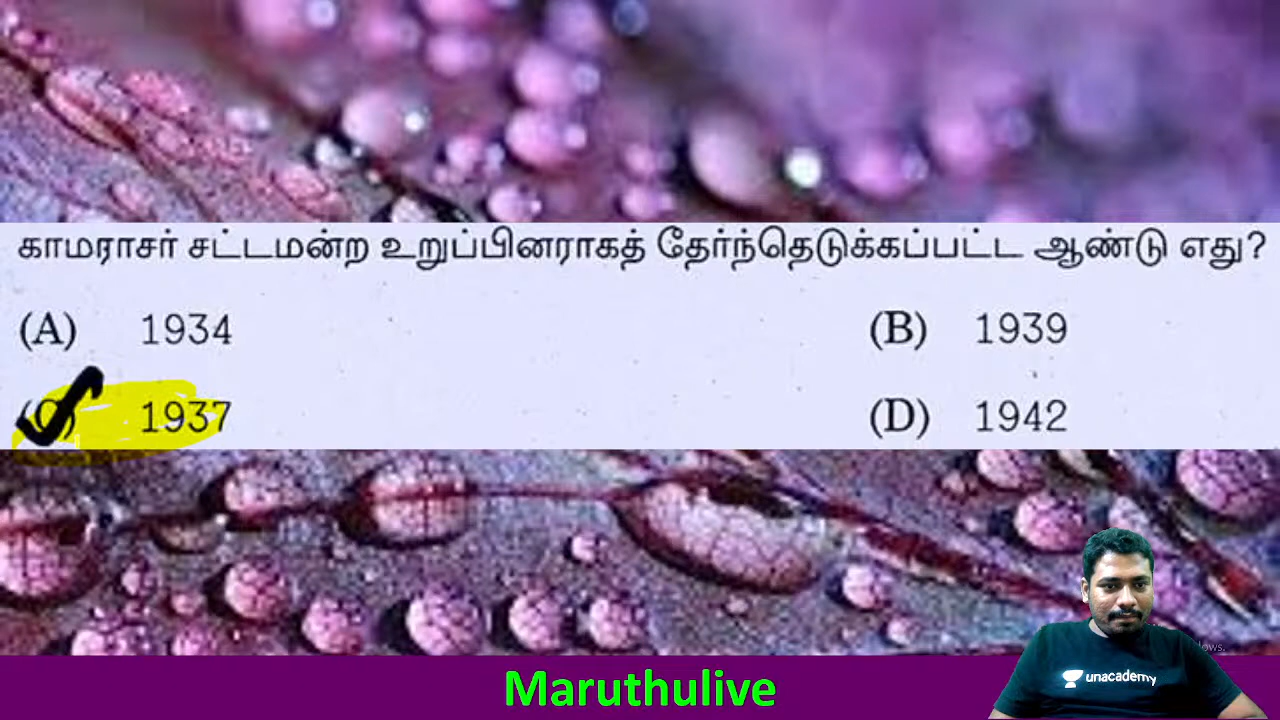 காமராசர் சட்டமன்ற உறுப்பினராகத் தேர்ந்தெடுக்கப்பட்ட ஆண்டு எது?
(A) 1934 (B) 1939
(C) 1937 (D) 1942
unacademy
Maruthulive